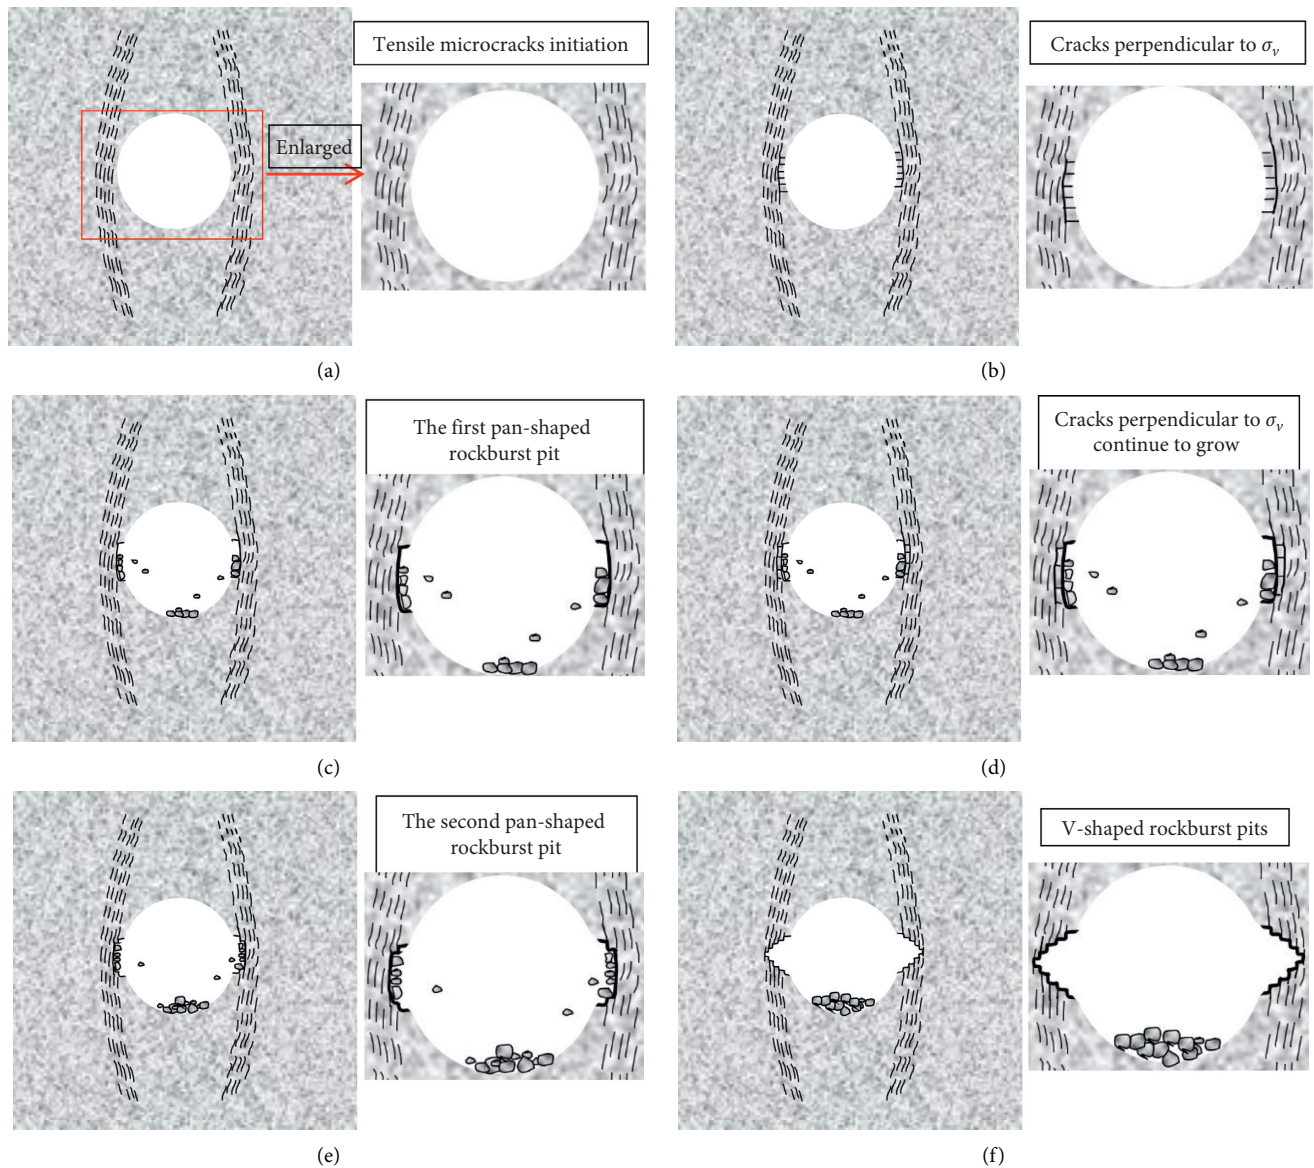 Tensile microcracks initiation
Enlarged
(a)
Cracks perpendicular to σᵥ
(b)
The first pan-shaped
rockburst pit
(c)
Cracks perpendicular to σᵥ
continue to grow
(d)
The second pan-shaped
rockburst pit
(e)
V-shaped rockburst pits
(f)